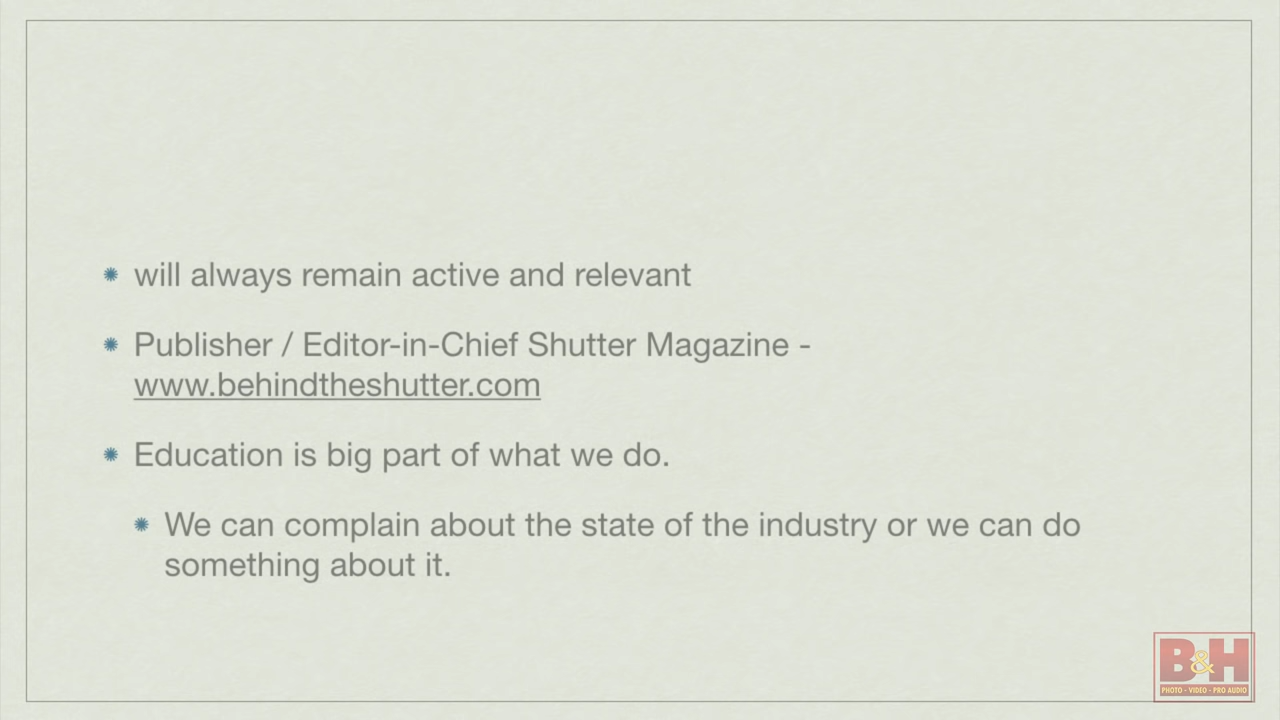 will always remain active and relevant
Publisher / Editor-in-Chief Shutter Magazine -
www.behindtheshutter.com
Education is big part of what we do.
We can complain about the state of the industry or we can do
something about it.
B&H
PHOTO - VIDEO - PRO AUDIO